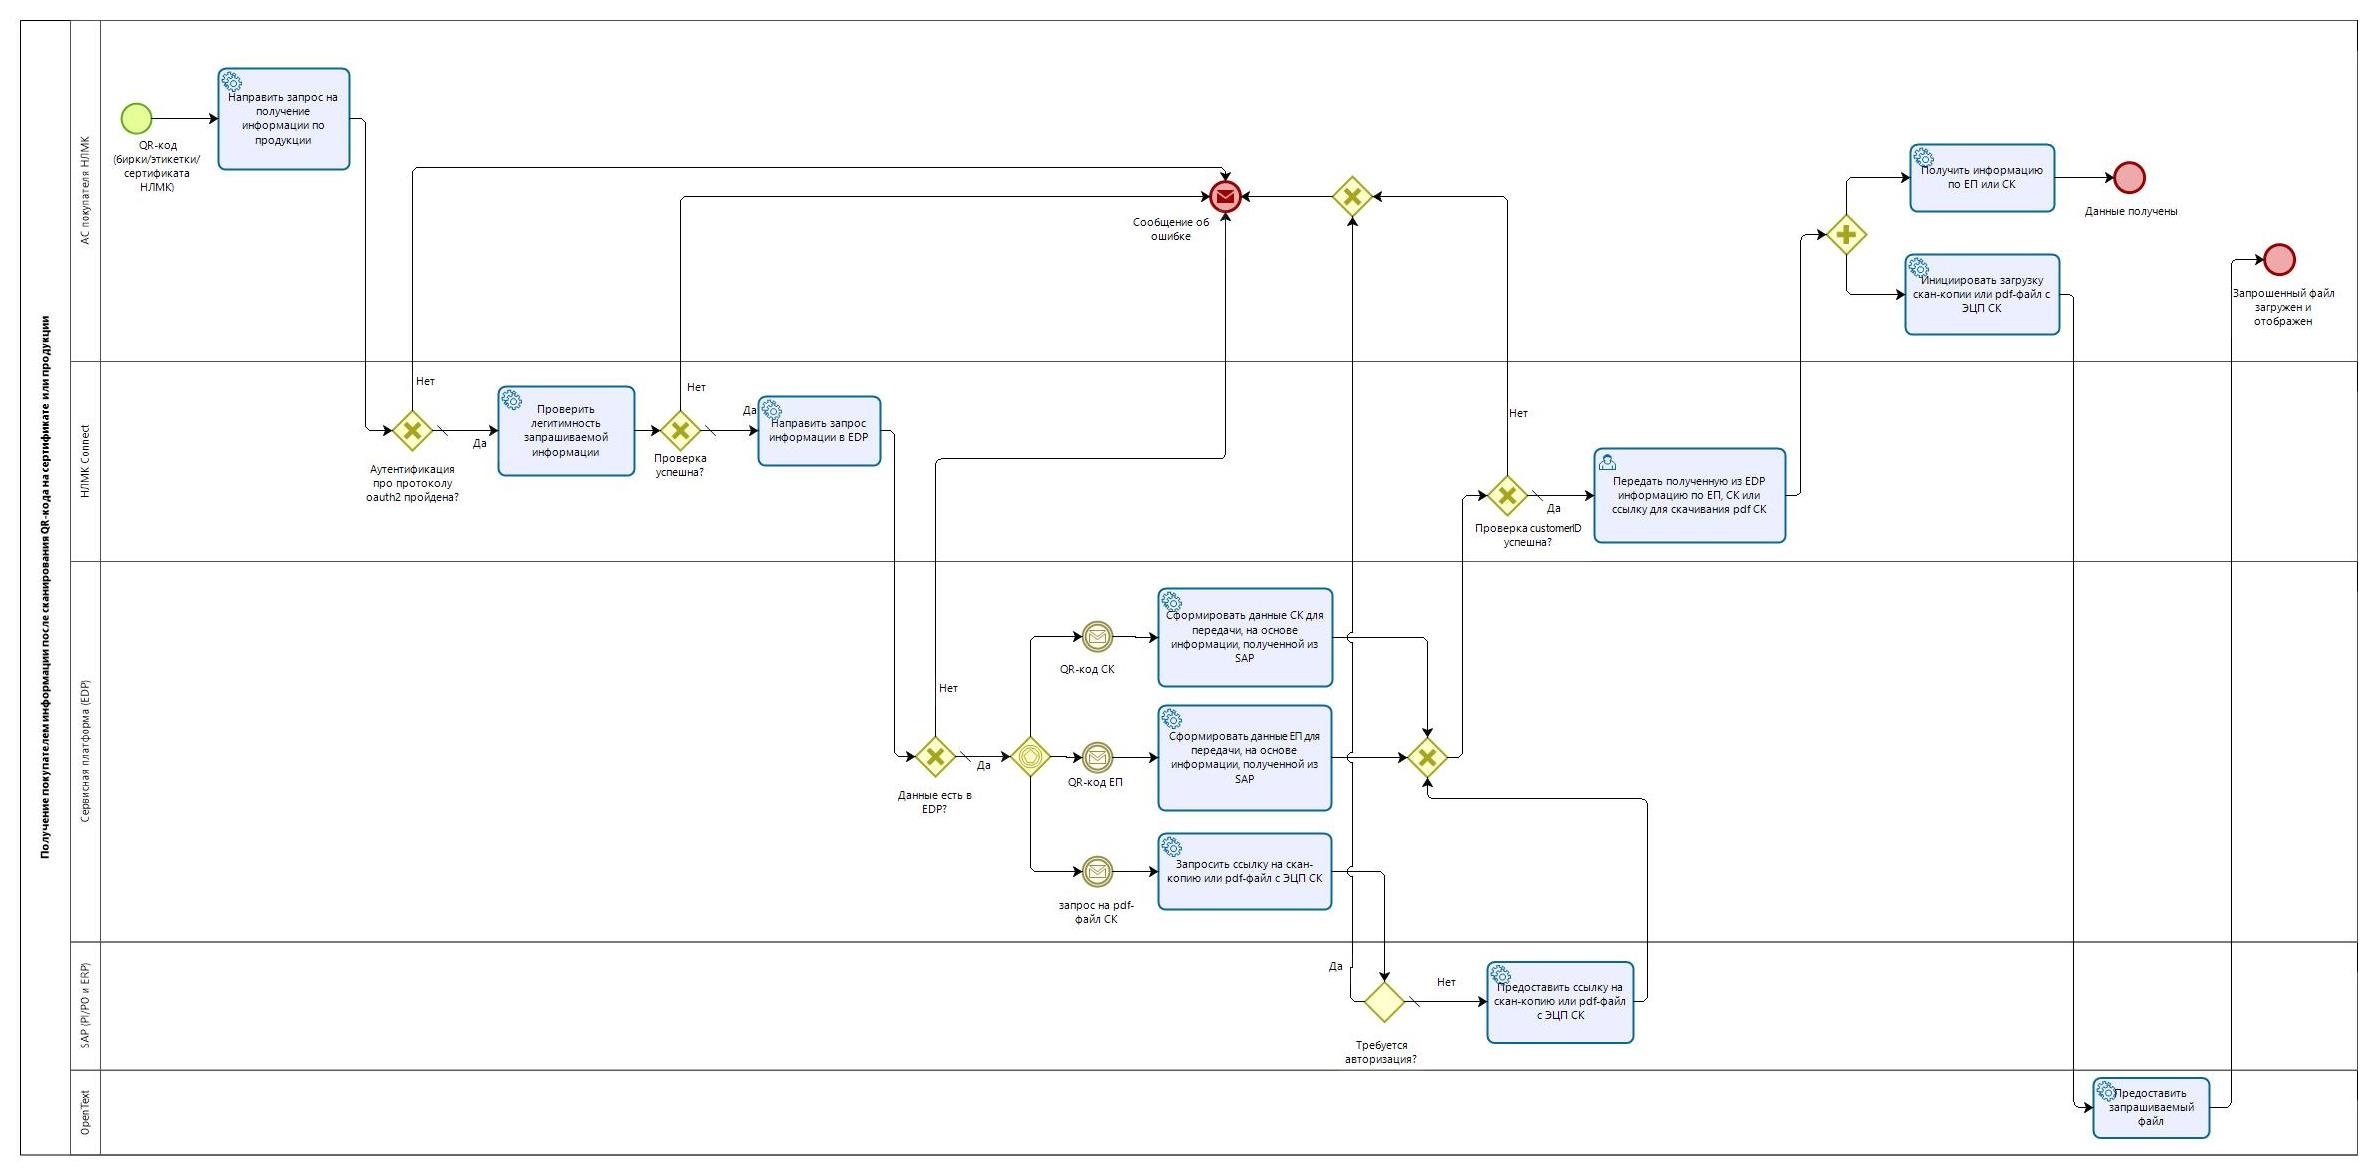 Получение покупателем информации после сканирования QR-кода на сертификате или продукции
АС покупателя НЛМК
QR-код
(бирки/этикетки/
сертификата
НЛМК)
Направить запрос на
получение
информации по
продукции
Сообщение об
ошибке
Получить информацию
по ЕП или СК
Данные получены
Инициировать загрузку
скан-копии или pdf-файл с
ЭЦП СК
Запрошенный файл
загружен и
отображен
НЛМК Connect
Нет
Аутентификация
про протоколу
oauth2 пройдена?
Да
Проверить
легитимность
запрашиваемой
информации
Нет
Проверка
успешна?
Да
Направить запрос
информации в EDP
Нет
Проверка customerID
успешна?
Да
Передать полученную из EDP
информацию по ЕП, СК или
ссылку для скачивания pdf СК
Сервисная платформа (EDP)
Нет
Данные есть в
EDP?
Да
QR-код СК
Сформировать данные СК для
передачи, на основе
информации, полученной из
SAP
QR-код ЕП
Сформировать данные ЕП для
передачи, на основе
информации, полученной из
SAP
запрос на pdf-
файл СК
Запросить ссылку на скан-
копию или pdf-файл с ЭЦП СК
SAP (PI/PO и ERP)
Да
Требуется
авторизация?
Нет
Предоставить ссылку на
скан-копию или pdf-файл
с ЭЦП СК
OpenText
Предоставить
запрашиваемый
файл